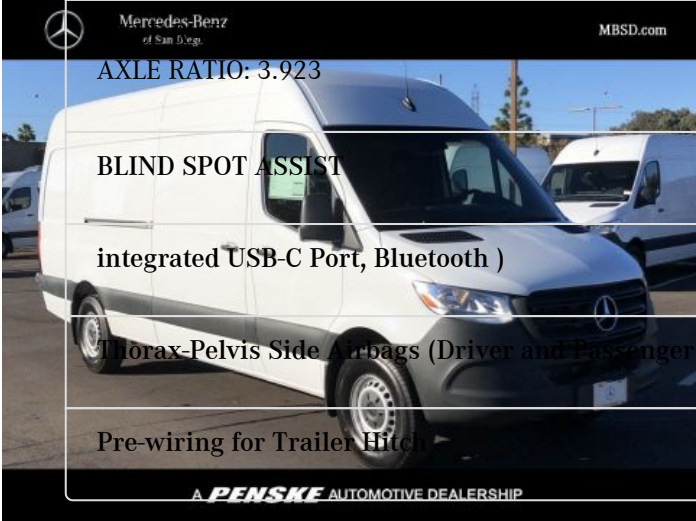 Mercedes-Benz
of San Diego
MBSD.com
AXLE RATIO: 3.923
BLIND SPOT ASSIST
integrated USB-C Port, Bluetooth )
Thorax-Pelvis Side Airbags (Driver and Passenger
Pre-wiring for Trailer Hitch
A PENSKE AUTOMOTIVE DEALERSHIP